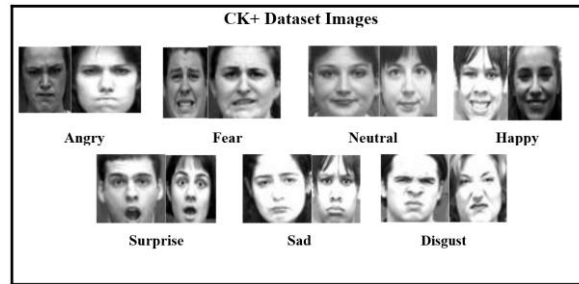 CK+ Dataset Images
Angry
Fear
Neutral
Happy
Surprise
Sad
Disgust